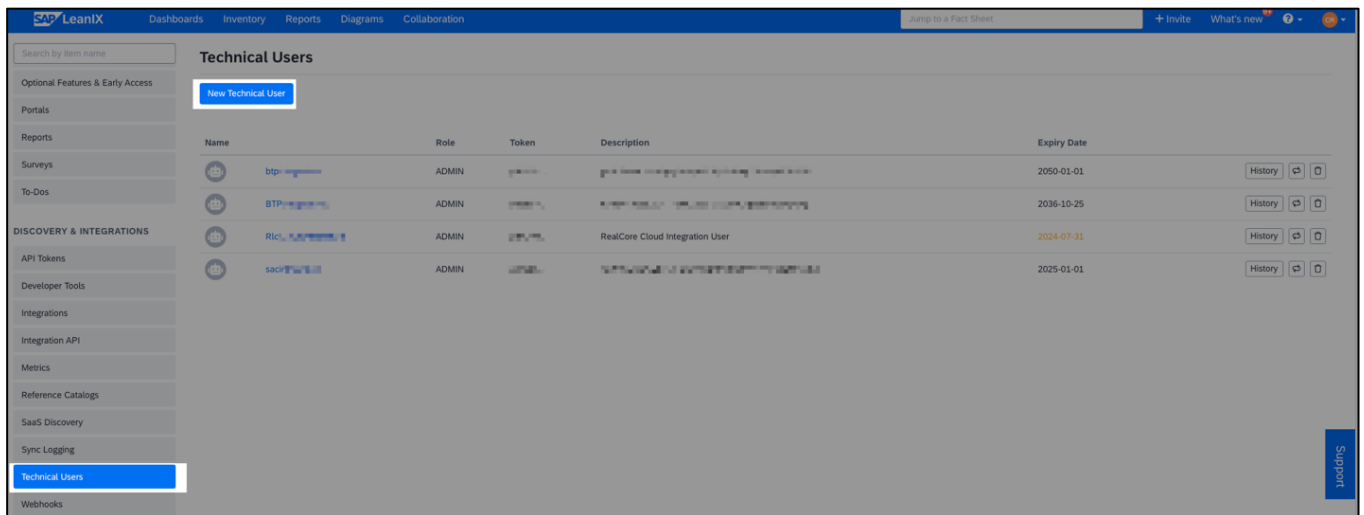 SAP LeanIX Dashboards Inventory Reports Diagrams Collaboration Jump to a Fact Sheet + Invite What's new 9+ ? GR
Search by item name
Technical Users
Optional Features & Early Access
New Technical User
Portals
Reports
Name Role Token Description Expiry Date
Surveys
btp ADMIN 2050-01-01 History
To-Dos
BTP ADMIN 2036-10-25 History
DISCOVERY & INTEGRATIONS
ADMIN RealCore Cloud Integration User 2024-07-31 History
API Tokens
ADMIN 2025-01-01 History
Developer Tools
Integrations
Integration API
Metrics
Reference Catalogs
SaaS Discovery
Sync Logging
Technical Users
Webhooks
Support